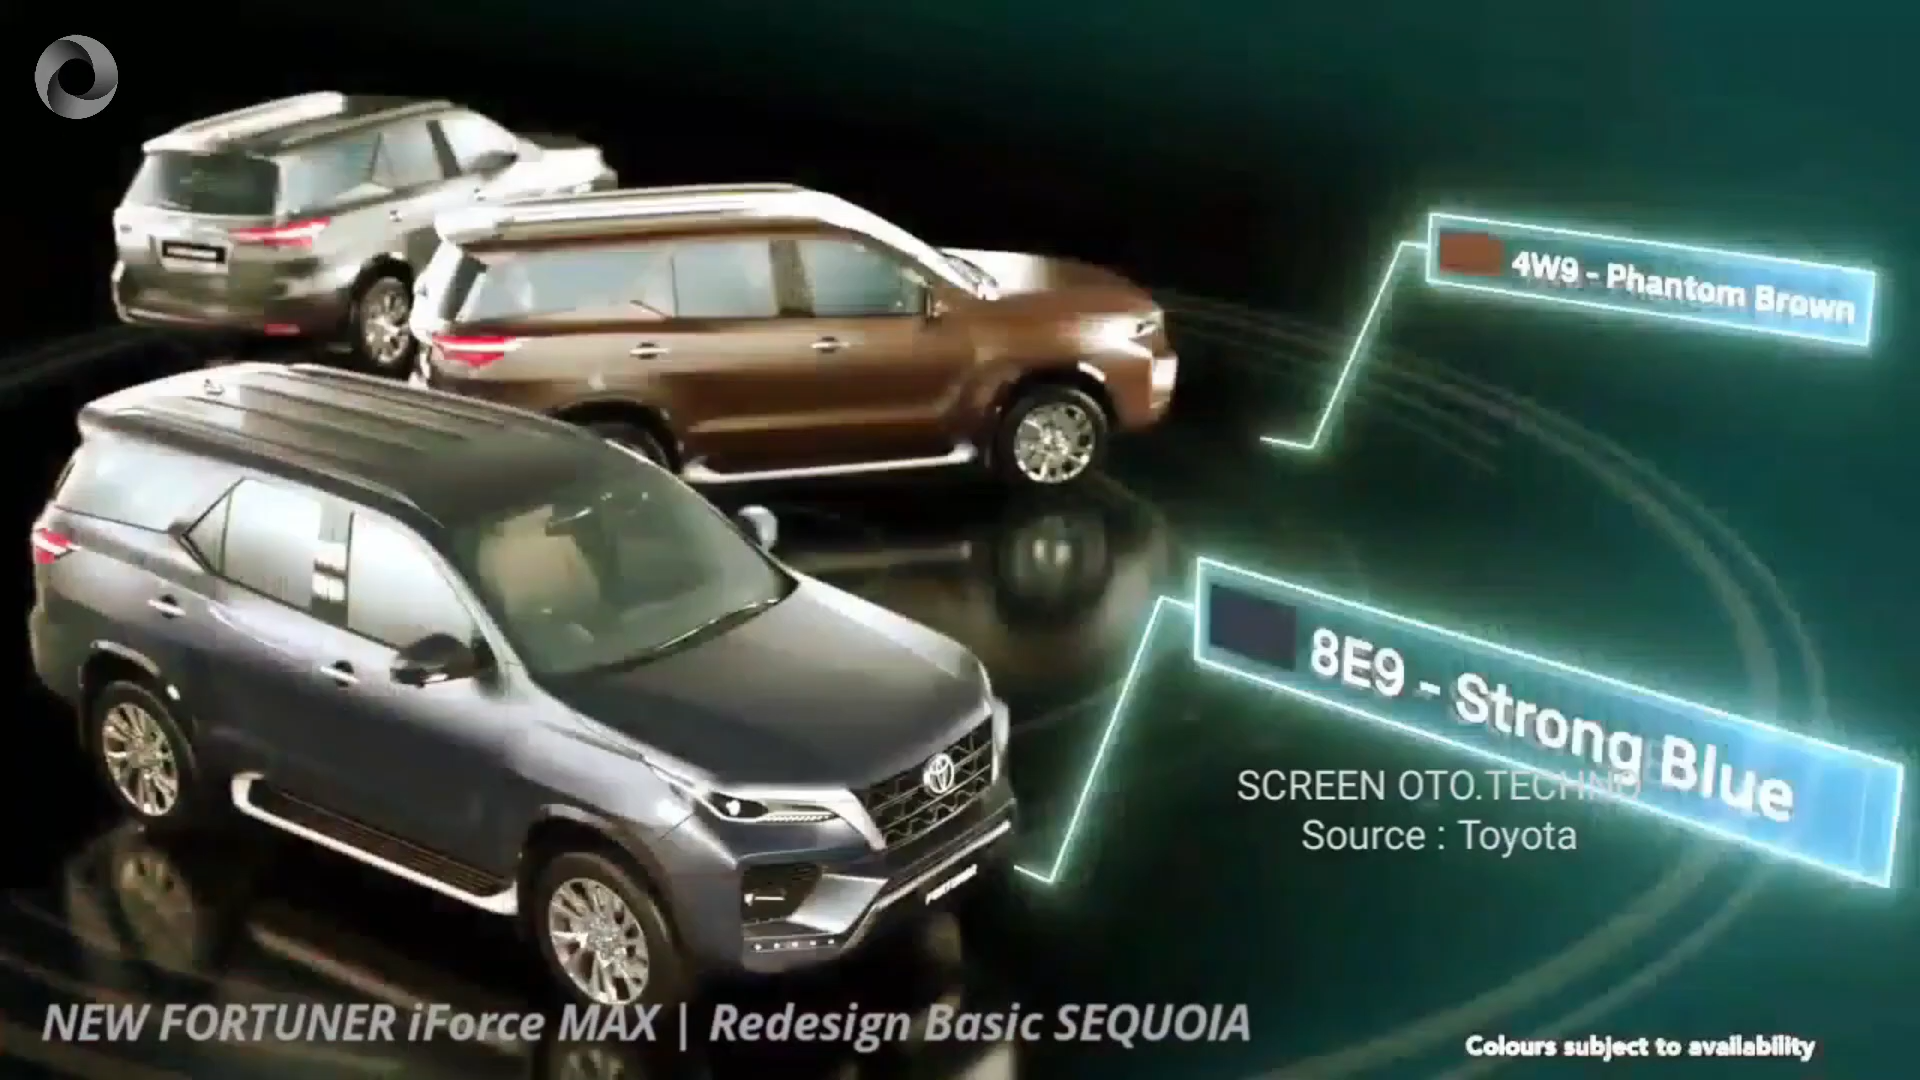 4W9 - Phantom Brown
8E9 - Strong Blue
SCREEN OTO.TECHNO
Source : Toyota
NEW FORTUNER iForce MAX | Redesign Basic SEQUOIA
Colours subject to availability